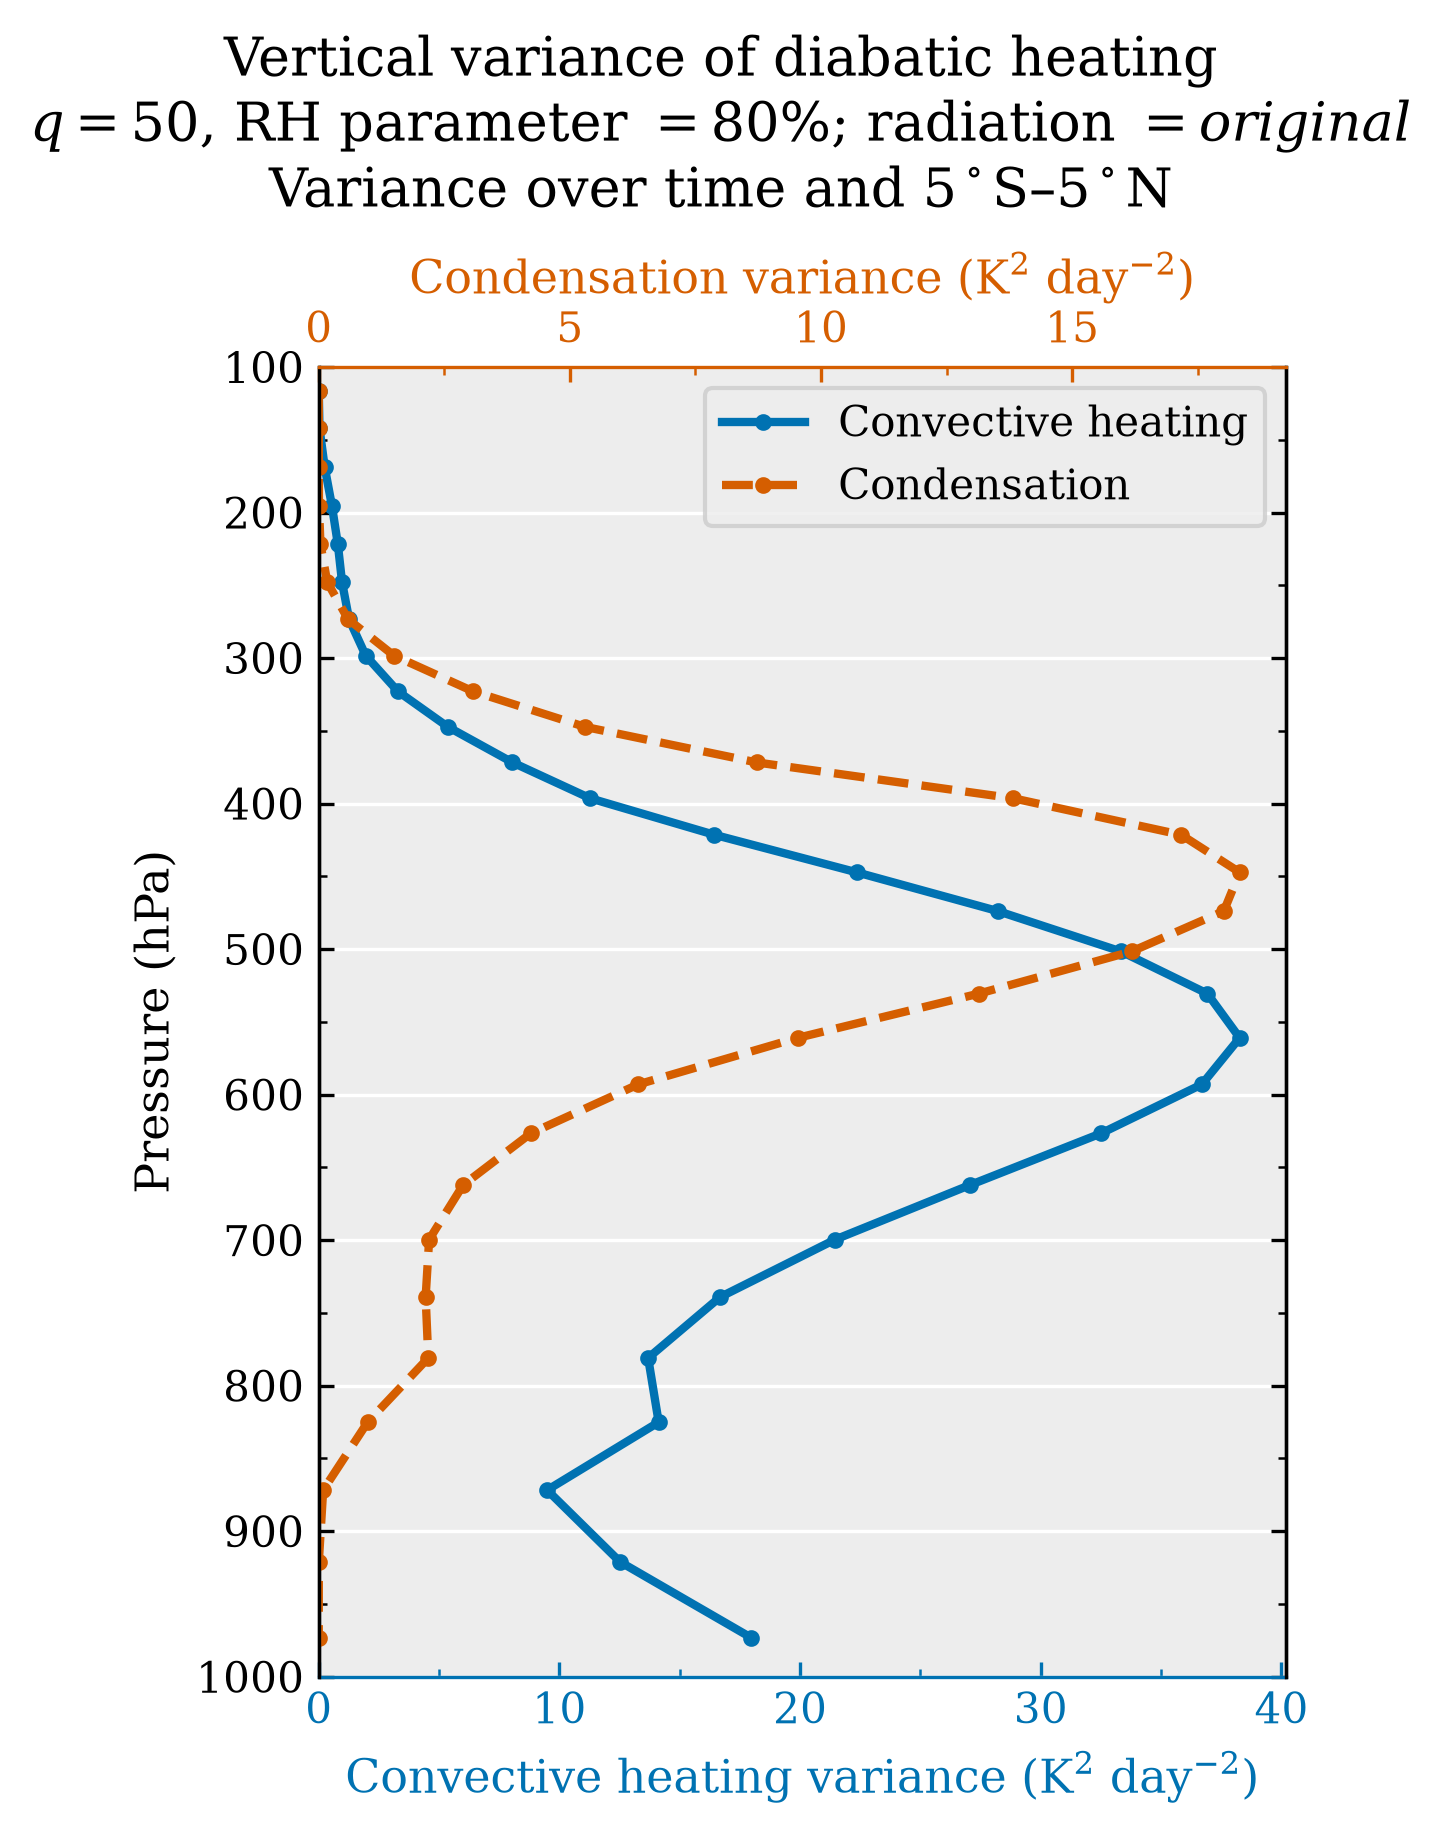 Vertical variance of diabatic heating
q = 50, RH parameter = 80%; radiation = original
Variance over time and 5°S–5°N
Condensation variance (K² day⁻²)
0 5 10 15
100
200
300
400
500
600
700
800
900
1000
Pressure (hPa)
Convective heating
Condensation
0 10 20 30 40
Convective heating variance (K² day⁻²)